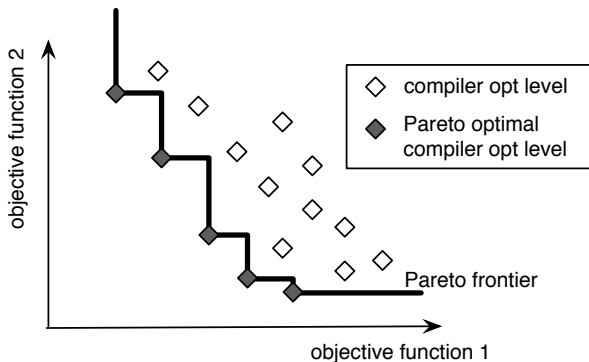 objective function 2
compiler opt level
Pareto optimal
compiler opt level
Pareto frontier
objective function 1